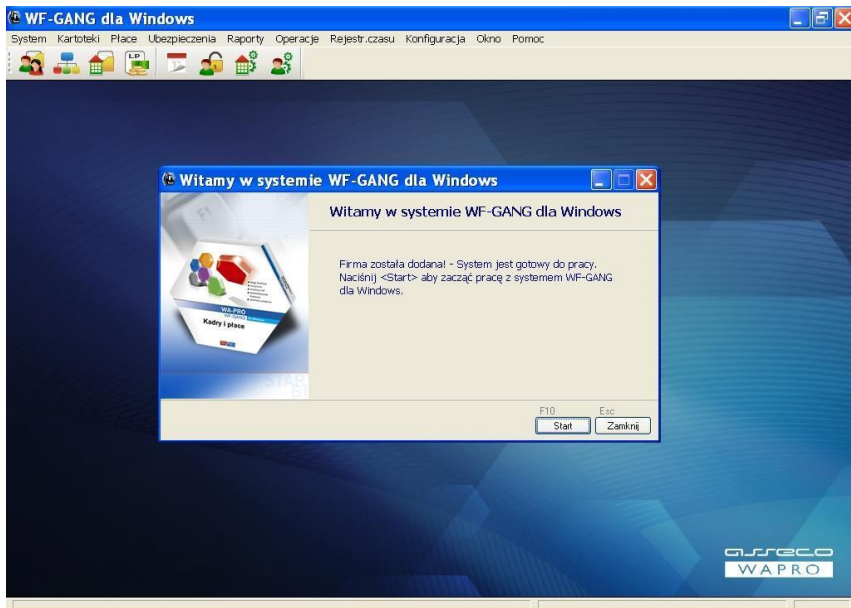 WF-GANG dla Windows
System Kartoteki Płace Ubezpieczenia Raporty Operacje Rejestr.czasu Konfiguracja Okno Pomoc
LP
Witamy w systemie WF-GANG dla Windows
Witamy w systemie WF-GANG dla Windows
Firma została dodana! - System jest gotowy do pracy.
Naciśnij <Start> aby zacząć pracę z systemem WF-GANG
dla Windows.
WA-PRO
Kadry i płace
F10 Esc
Start Zamknij
asseco
WAPRO